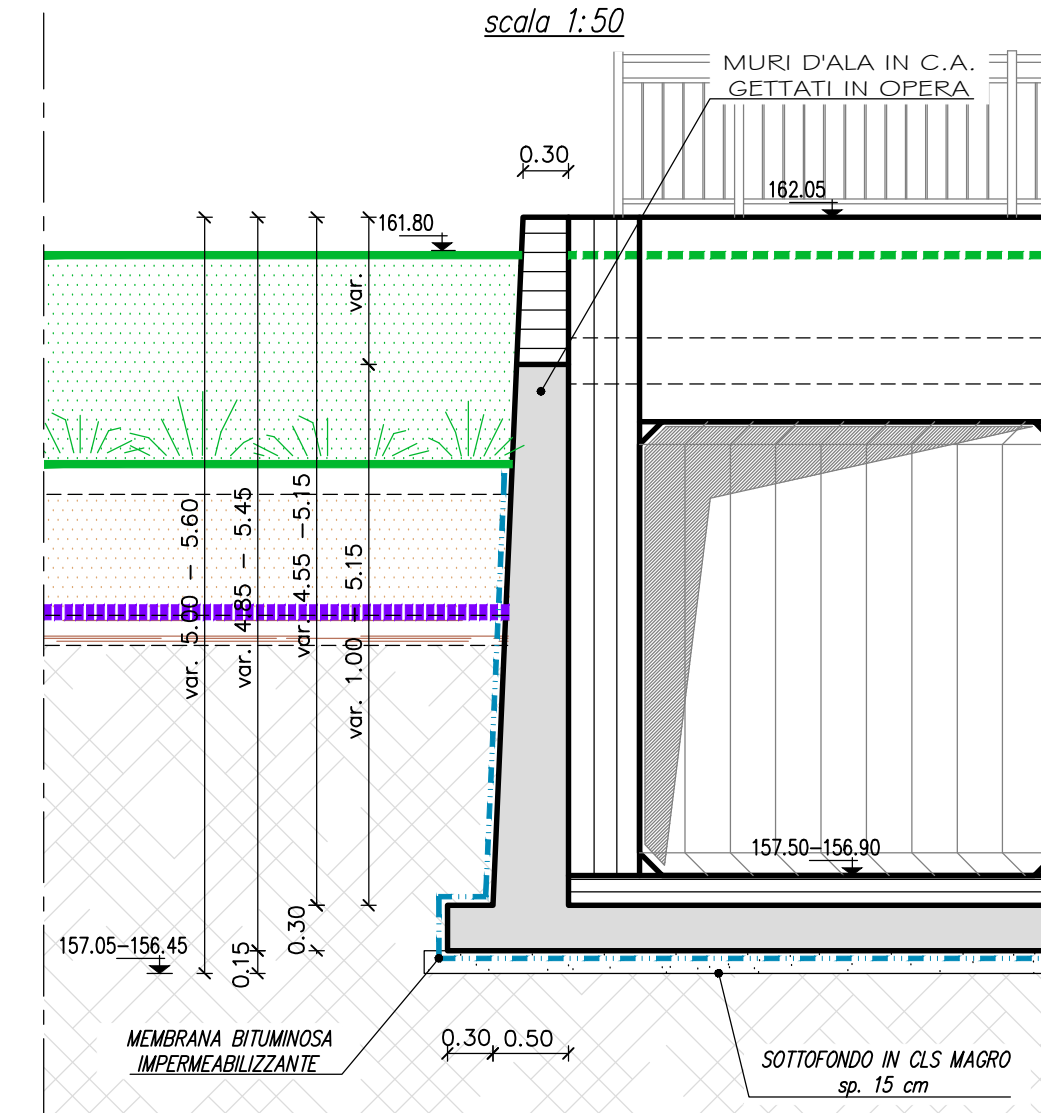 scala 1:50
MURI D'ALA IN C.A.
GETTATI IN OPERA
0.30
162.05
161.80
var.
var. 5.00 – 5.60
var. 4.85 – 5.45
var. 4.55 –5.15
var. 1.00 – 5.15
157.50–156.90
157.05–156.45
0.15
0.30
0.30
0.50
MEMBRANA BITUMINOSA
IMPERMEABILIZZANTE
SOTTOFONDO IN CLS MAGRO
sp. 15 cm